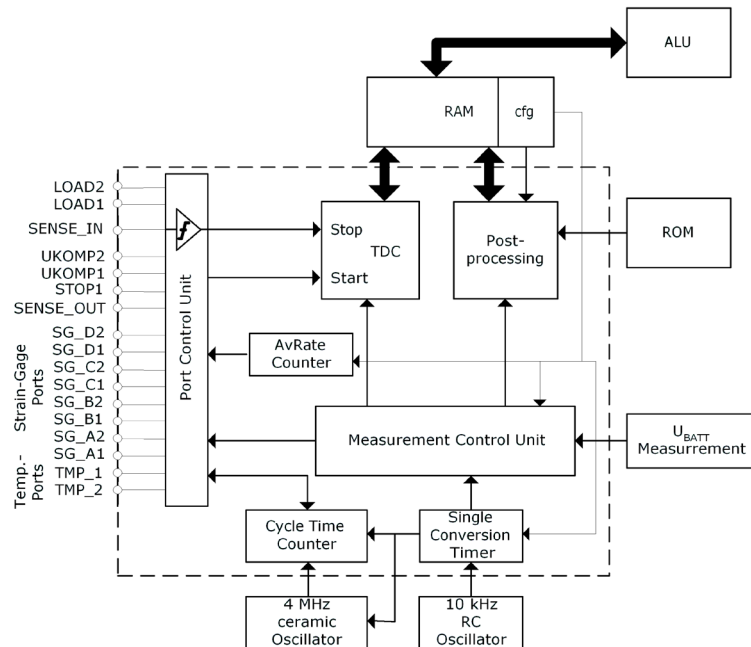 ALU
RAM
cfg
LOAD2
LOAD1
SENSE_IN
UKOMP2
UKOMP1
STOP1
SENSE_OUT
SG_D2
SG_D1
SG_C2
SG_C1
SG_B2
SG_B1
SG_A2
SG_A1
TMP_1
TMP_2
Strain-Gage
Ports
Temp.-
Ports
Port Control Unit
Stop
TDC
Start
Post-
processing
ROM
AvRate
Counter
Measurement Control Unit
UBATT
Measurrement
Cycle Time
Counter
Single
Conversion
Timer
4 MHz
ceramic
Oscillator
10 kHz
RC
Oscillator